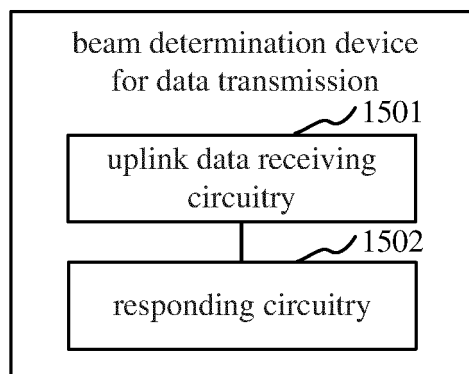 beam determination device
for data transmission
1501
uplink data receiving
circuitry
1502
responding circuitry